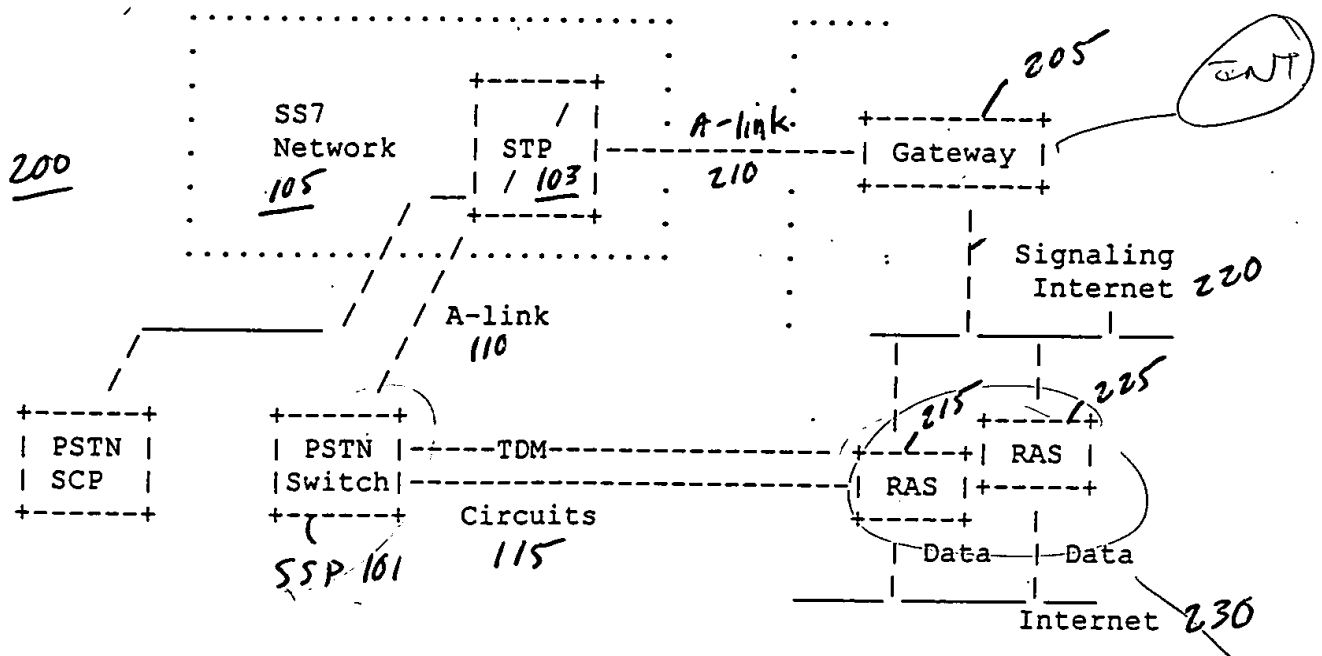 200
SS7
Network
105
STP
103
A-link
210
205
Gateway
INT
Signaling
Internet 220
A-link
110
PSTN
SCP
PSTN
Switch
SSP 101
TDM
Circuits
115
215
RAS
225
RAS
Data
Data
Internet 230